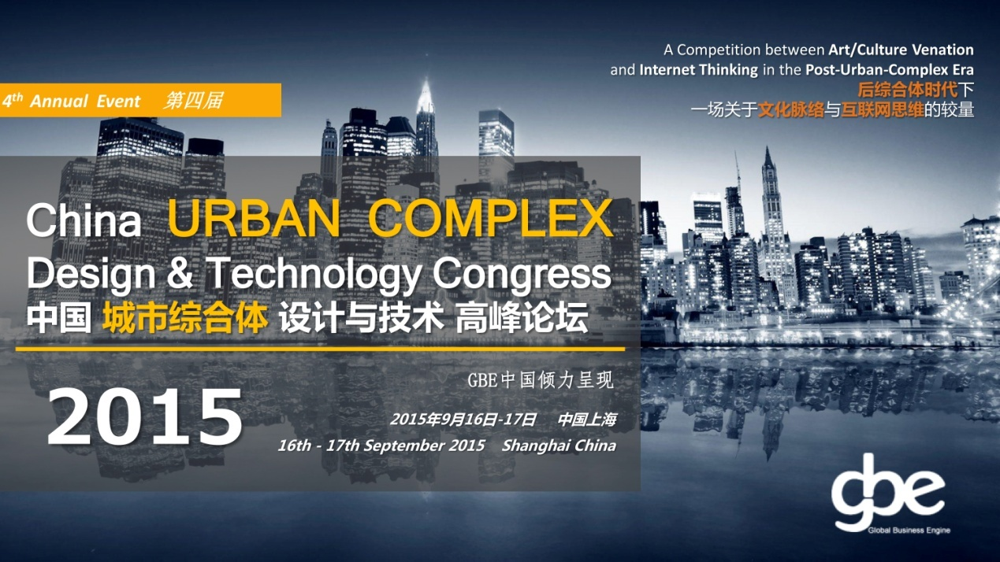 A Competition between Art/Culture Venation
and Internet Thinking in the Post-Urban-Complex Era
后综合体时代下
一场关于文化脉络与互联网思维的较量
4th Annual Event 第四届
China URBAN COMPLEX
Design & Technology Congress
中国 城市综合体 设计与技术 高峰论坛
GBE中国倾力呈现
2015
2015年9月16日-17日 中国上海
16th - 17th September 2015 Shanghai China
gbe
Global Business Engine